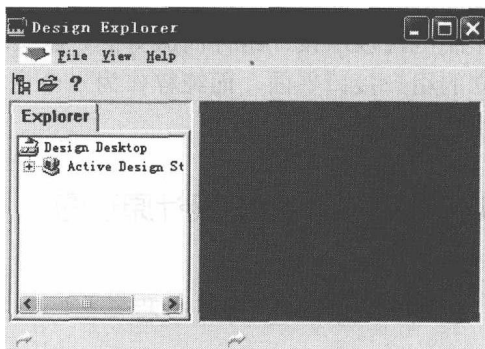 Design Explorer
File View Help
?
Explorer
Design Desktop
Active Design St